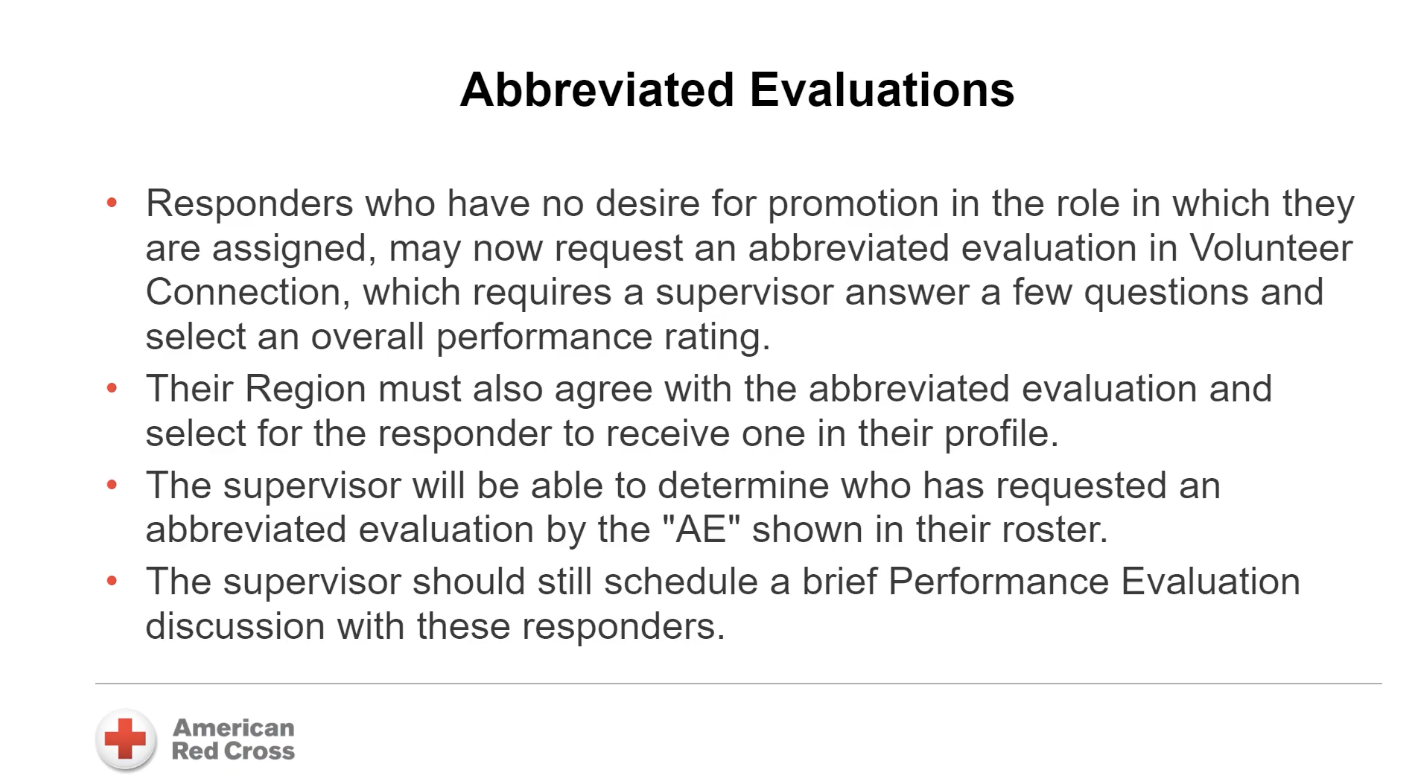 Abbreviated Evaluations
• Responders who have no desire for promotion in the role in which they
are assigned, may now request an abbreviated evaluation in Volunteer
Connection, which requires a supervisor answer a few questions and
select an overall performance rating.
• Their Region must also agree with the abbreviated evaluation and
select for the responder to receive one in their profile.
• The supervisor will be able to determine who has requested an
abbreviated evaluation by the "AE" shown in their roster.
• The supervisor should still schedule a brief Performance Evaluation
discussion with these responders.
American
Red Cross